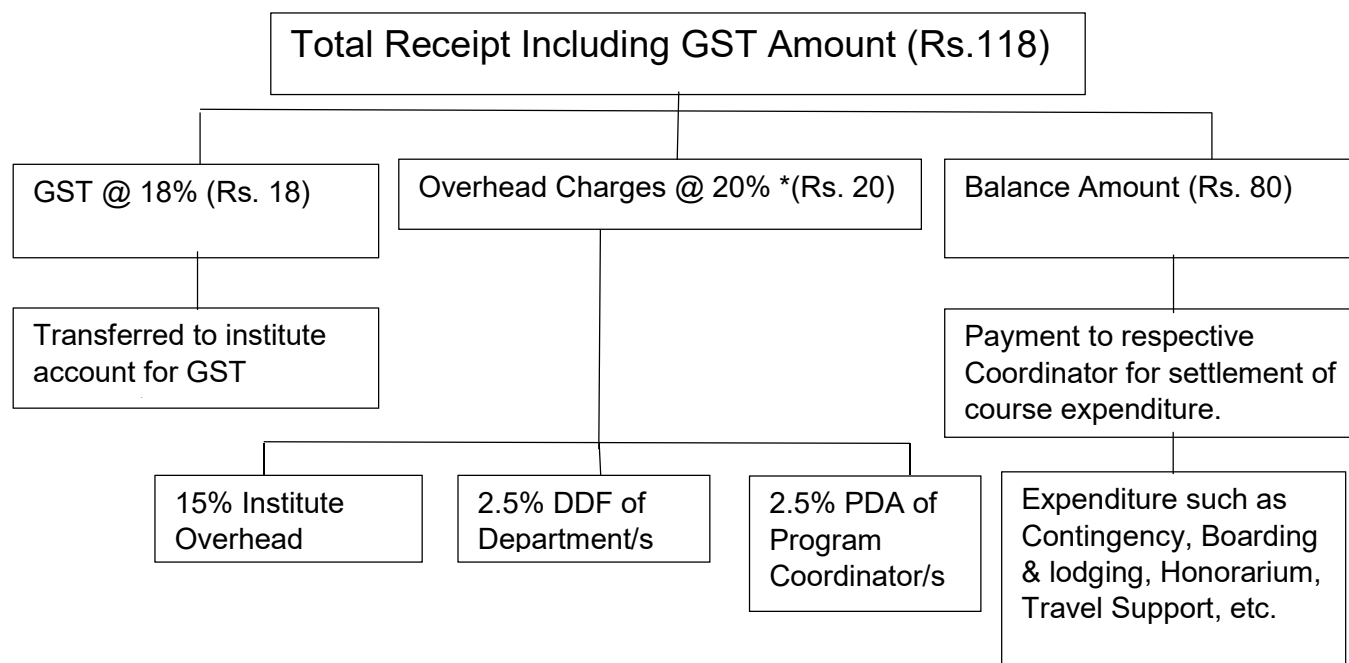 Total Receipt Including GST Amount (Rs.118)
GST @ 18% (Rs. 18)
Overhead Charges @ 20% *(Rs. 20)
Balance Amount (Rs. 80)
Transferred to institute
account for GST
Payment to respective
Coordinator for settlement of
course expenditure.
15% Institute
Overhead
2.5% DDF of
Department/s
2.5% PDA of
Program
Coordinator/s
Expenditure such as
Contingency, Boarding
& lodging, Honorarium,
Travel Support, etc.